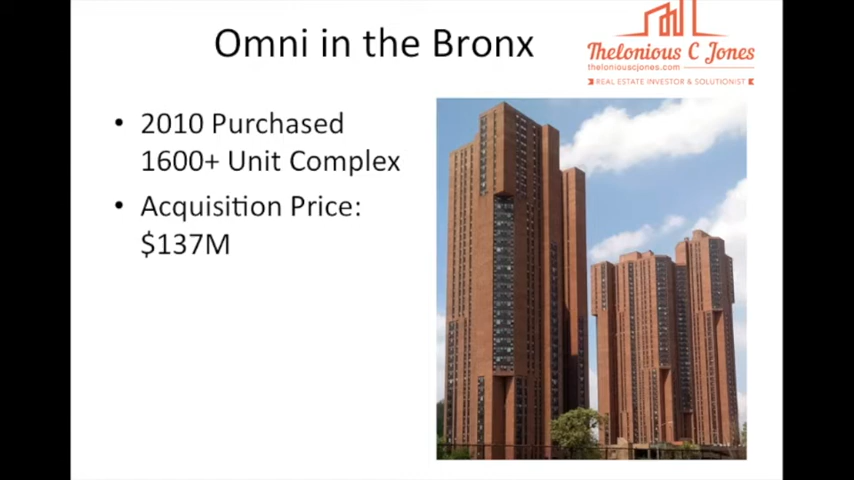 Omni in the Bronx
Thelonious C Jones
theloniouscjones.com
REAL ESTATE INVESTOR & SOLUTIONIST
• 2010 Purchased
1600+ Unit Complex
• Acquisition Price:
$137M